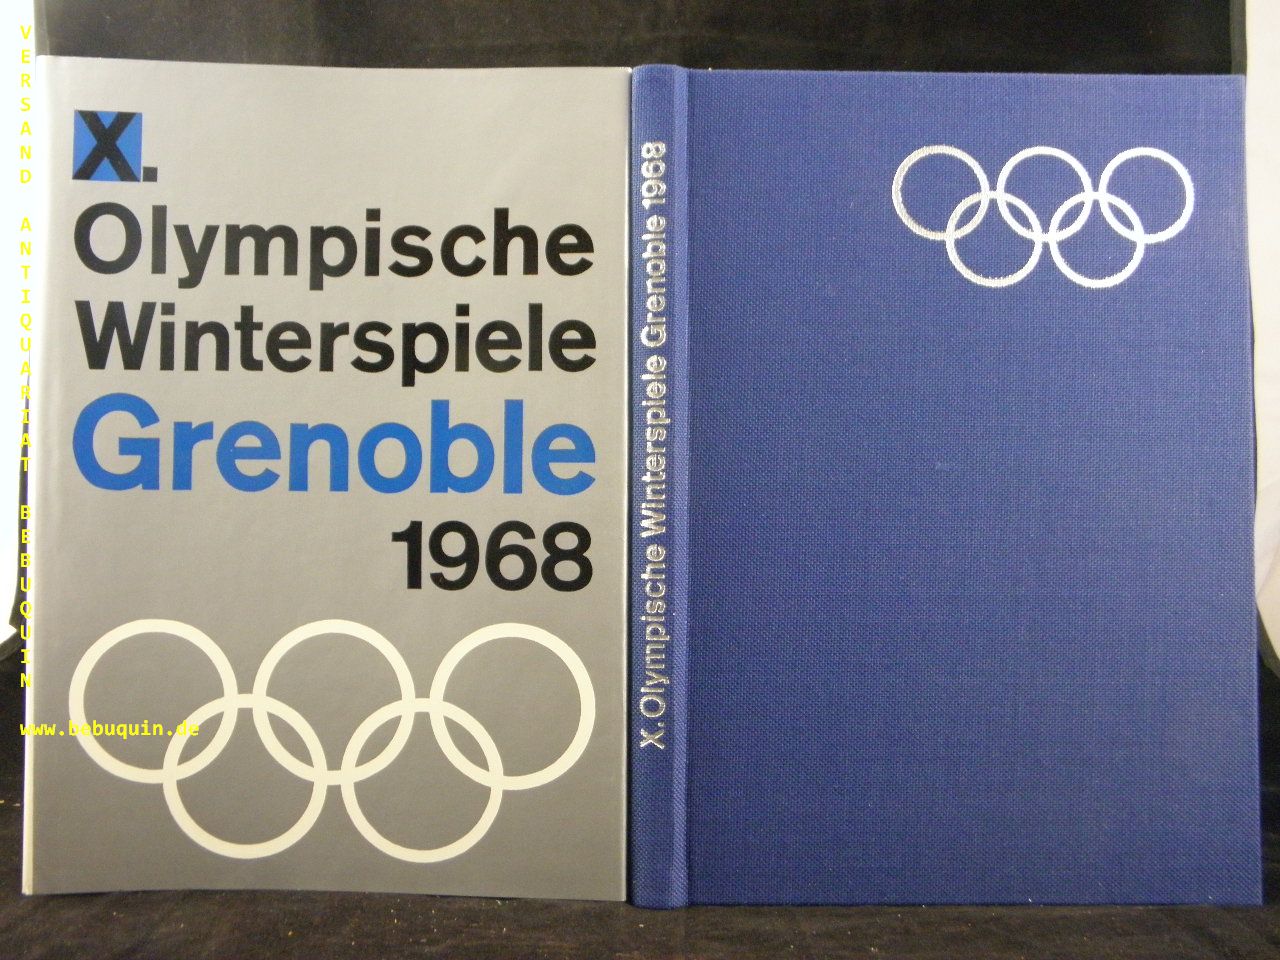 VERSAND ANTIQUARIAT BEBUQUIN
www.bebuquin.de
X.
Olympische
Winterspiele
Grenoble
1968
X. Olympische Winterspiele Grenoble 1968